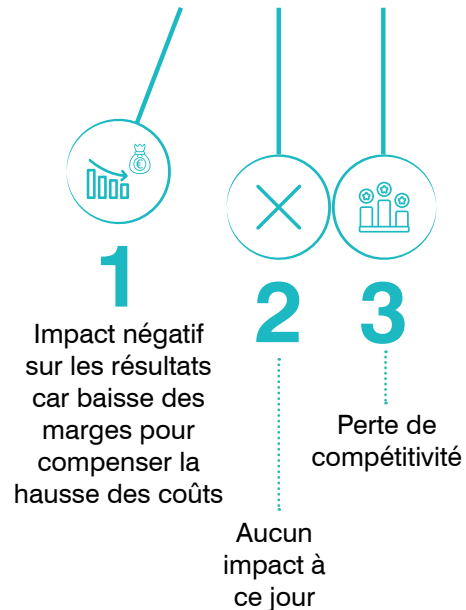 1
Impact négatif
sur les résultats
car baisse des
marges pour
compenser la
hausse des coûts
2
Aucun
impact à
ce jour
3
Perte de
compétitivité